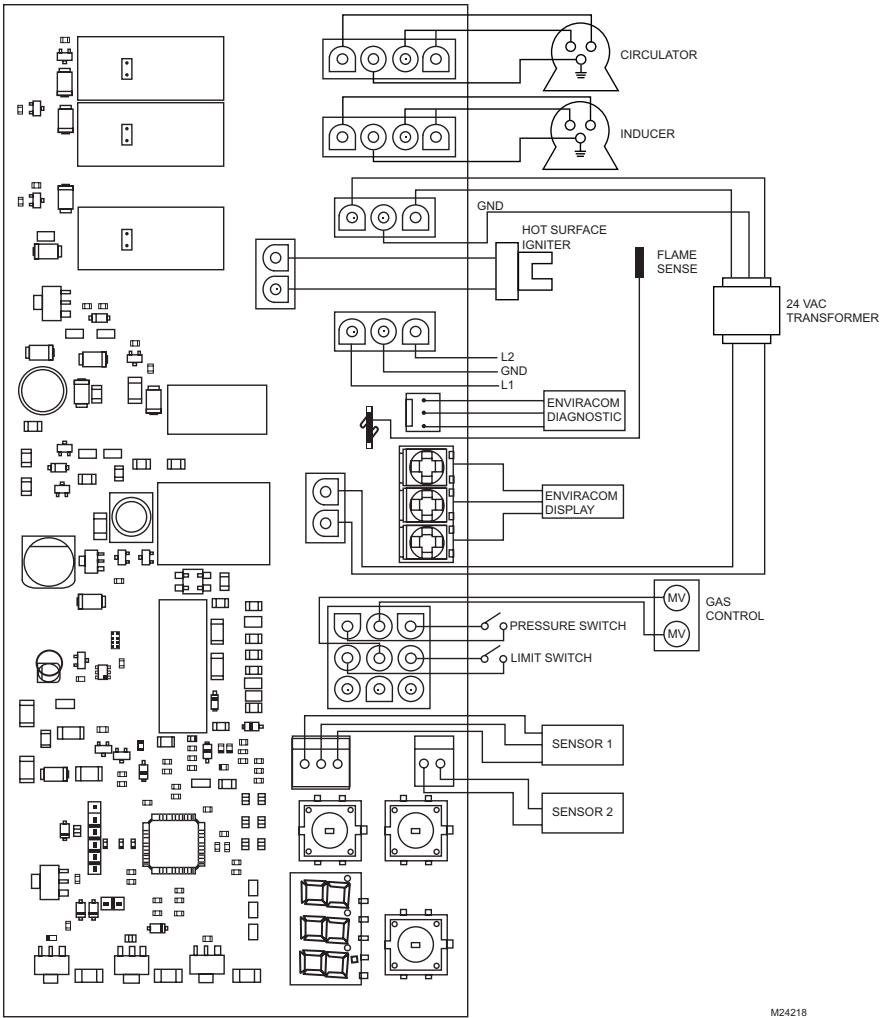 CIRCULATOR
INDUCER
GND
HOT SURFACE
IGNITER
FLAME
SENSE
24 VAC
TRANSFORMER
L2
GND
L1
ENVIRACOM
DIAGNOSTIC
ENVIRACOM
DISPLAY
MV
GAS
CONTROL
MV
PRESSURE SWITCH
LIMIT SWITCH
SENSOR 1
SENSOR 2
M24218